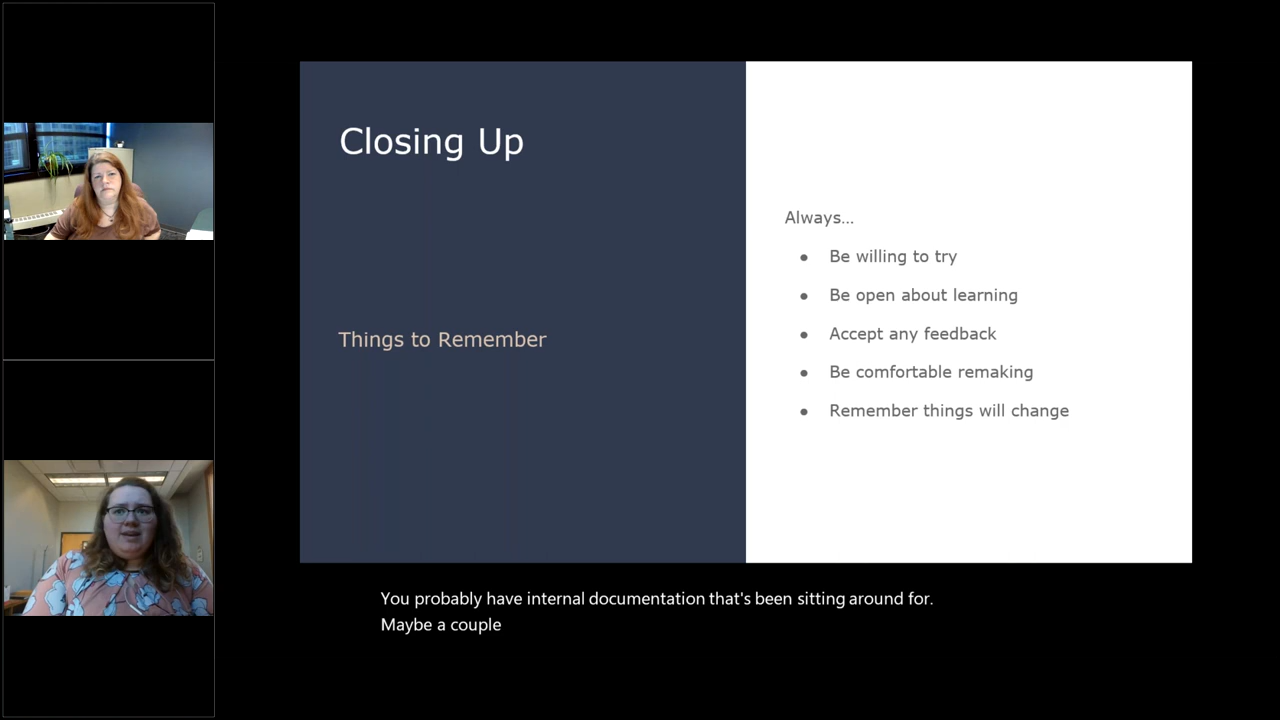 Closing Up
Things to Remember
Always...
● Be willing to try
● Be open about learning
● Accept any feedback
● Be comfortable remaking
● Remember things will change
You probably have internal documentation that's been sitting around for.
Maybe a couple